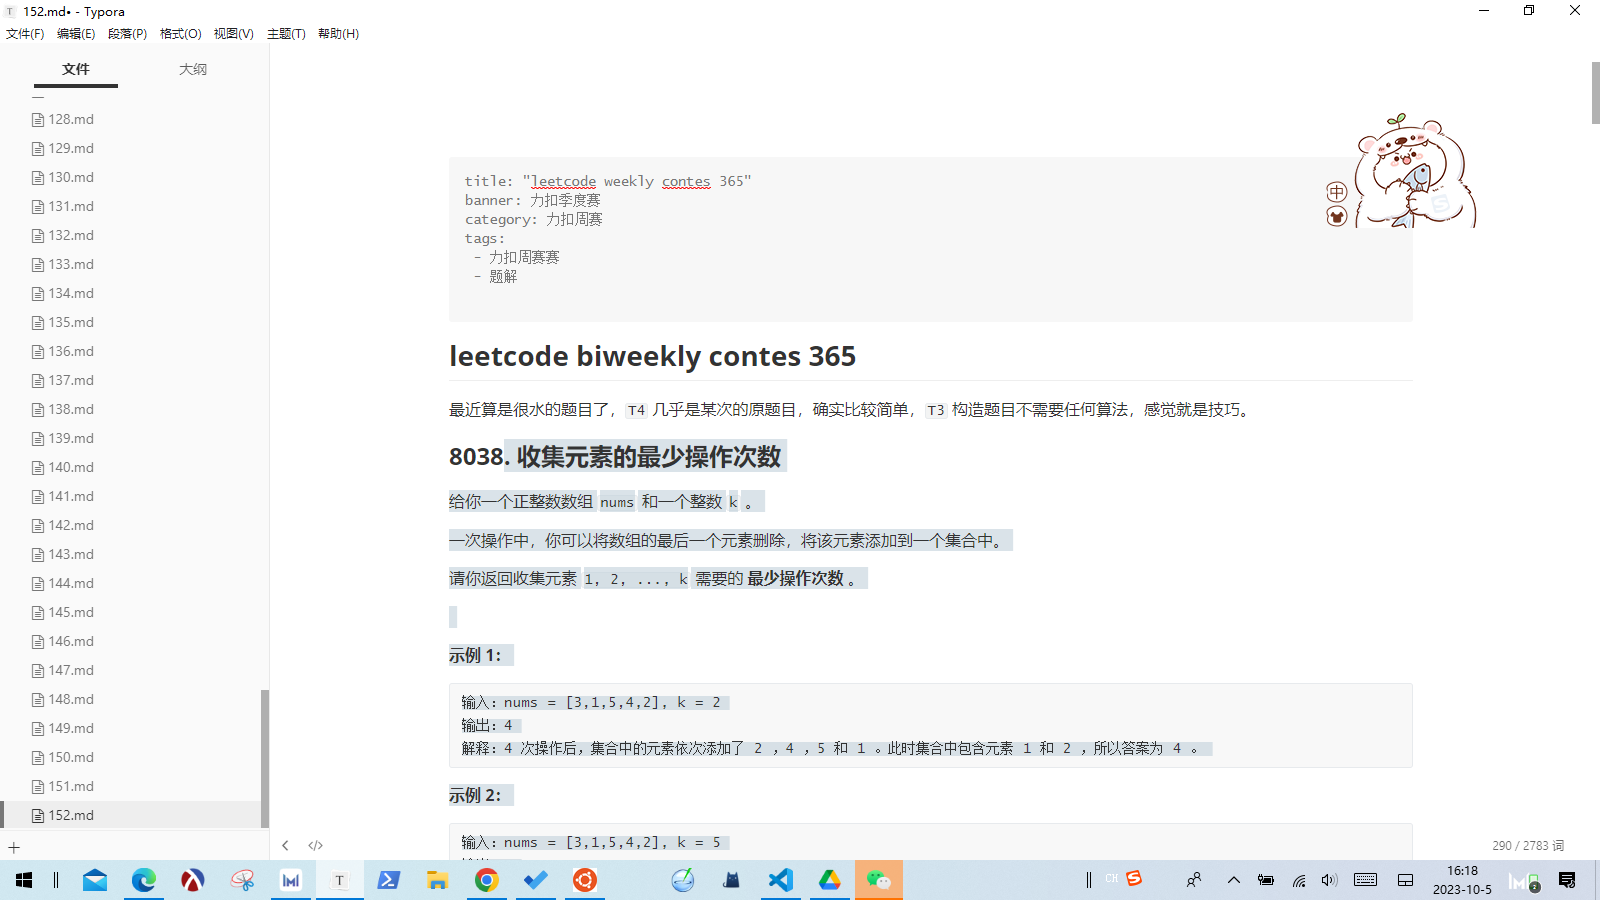 152.md• - Typora
文件(F) 编辑(E) 段落(P) 格式(O) 视图(V) 主题(T) 帮助(H)
文件 大纲
128.md
129.md
130.md
131.md
132.md
133.md
134.md
135.md
136.md
137.md
138.md
139.md
140.md
141.md
142.md
143.md
144.md
145.md
146.md
147.md
148.md
149.md
150.md
151.md
152.md
title: "leetcode weekly contes 365"
banner: 力扣季度赛
category: 力扣周赛
tags:
- 力扣周赛赛
- 题解
中
leetcode biweekly contes 365
最近算是很水的题目了，T4 几乎是某次的原题目，确实比较简单，T3 构造题目不需要任何算法，感觉就是技巧。
8038. 收集元素的最少操作次数
给你一个正整数数组 nums 和一个整数 k 。
一次操作中，你可以将数组的最后一个元素删除，将该元素添加到一个集合中。
请你返回收集元素 1, 2, ..., k 需要的 最少操作次数 。
示例 1：
输入：nums = [3,1,5,4,2], k = 2
输出：4
解释：4 次操作后，集合中的元素依次添加了 2 ，4 ，5 和 1 。此时集合中包含元素 1 和 2 ，所以答案为 4 。
示例 2：
输入：nums = [3,1,5,4,2], k = 5
290 / 2783 词
CH
16:18
2023-10-5